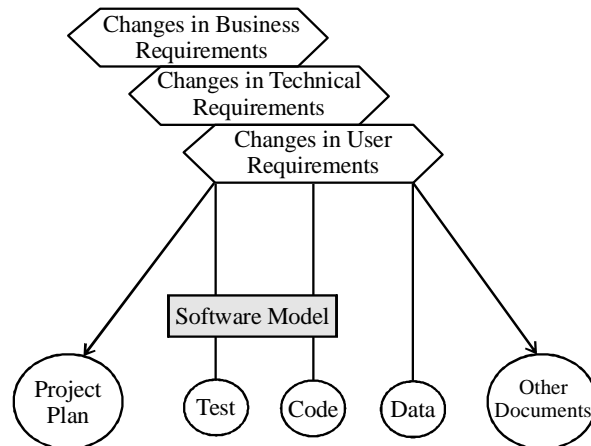 Changes in Business
Requirements
Changes in Technical
Requirements
Changes in User
Requirements
Software Model
Project
Plan
Test
Code
Data
Other
Documents